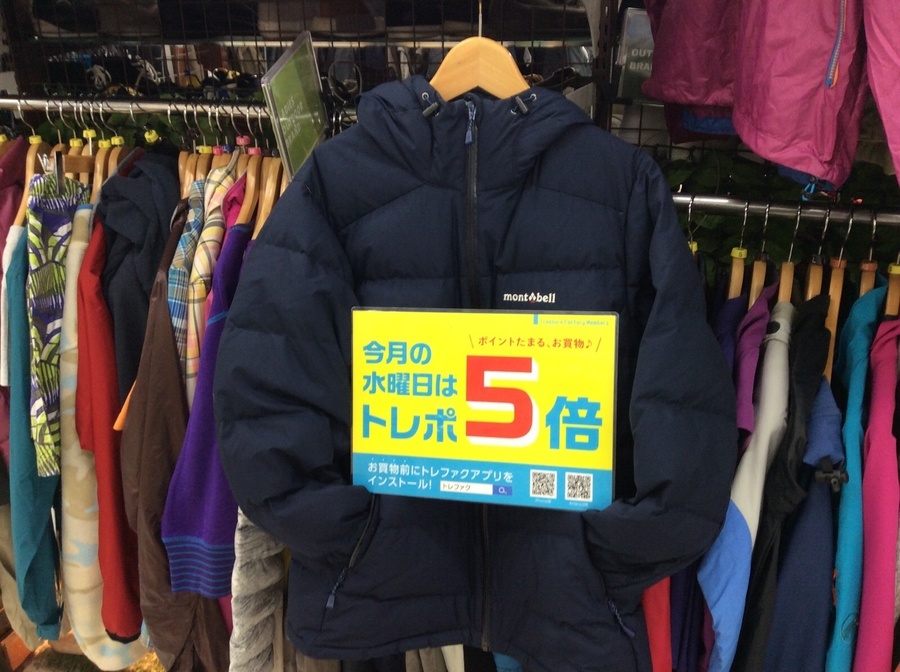 mont bell
ポイントたまる、お買物♪
今月の
水曜日は
トレポ
5倍
お買物前にトレファクアプリを
インストール!
トレファク